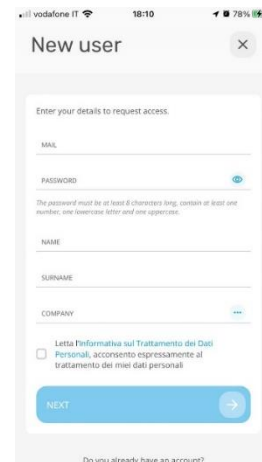 vodafone IT 18:10 78%
New user
Enter your details to request access.
MAIL
PASSWORD
The password must be at least 8 characters long, contain at least one
number, one lowercase letter and one uppercase.
NAME
SURNAME
COMPANY
Letta l'Informativa sul Trattamento dei Dati
Personali, acconsento espressamente al
trattamento dei miei dati personali
NEXT
Do you already have an account?